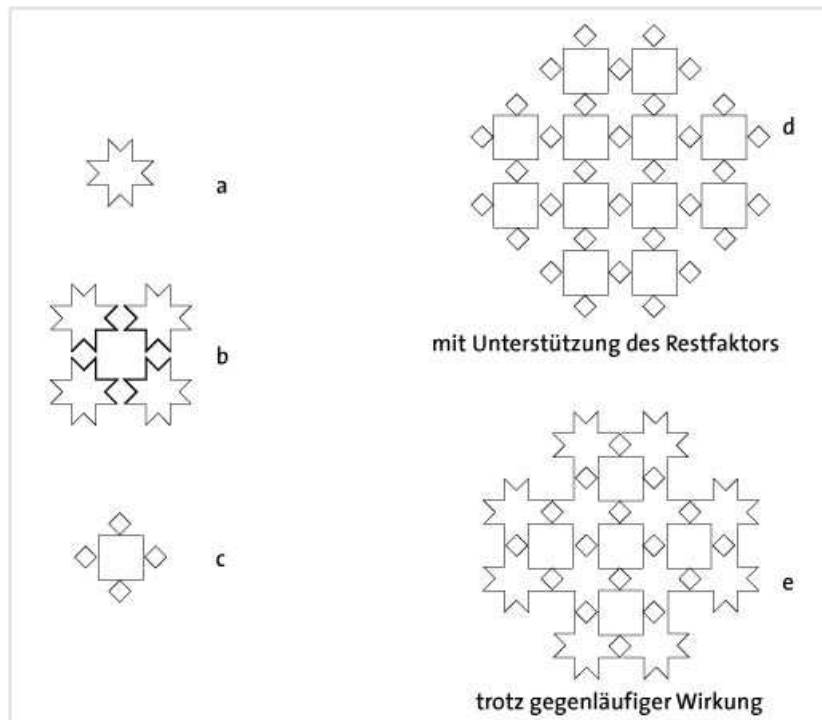 a
b
c
d
mit Unterstützung des Restfaktors
e
trotz gegenläufiger Wirkung